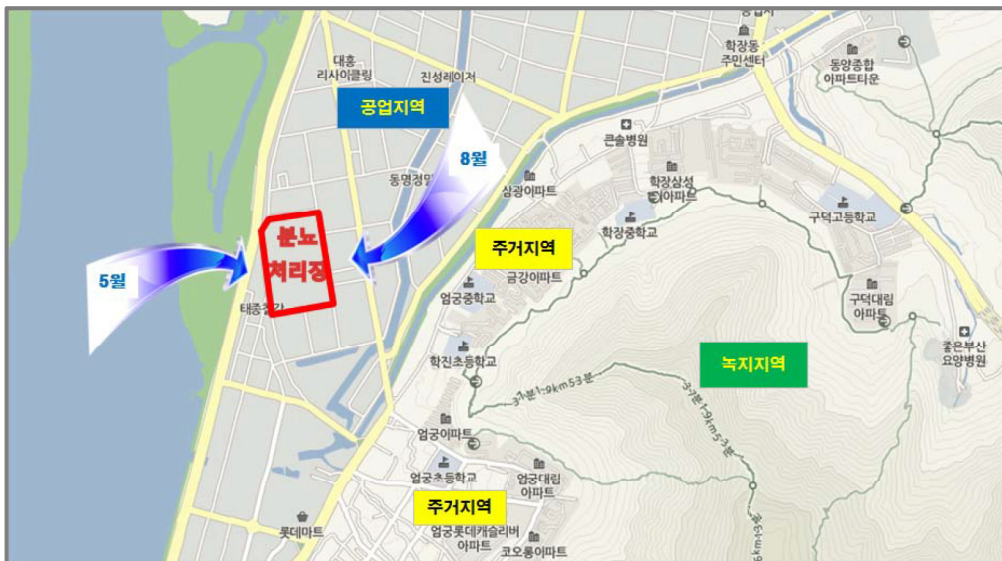 대흥
리사이클링
진성레이저
공업지역
8월
동명정밀
학장동
주민센터
동양종합
아파트타운
큰솔병원
삼광아파트
학장삼성
아파트
학장중학교
구덕고등학교
분뇨
처리장
5월
태종철강
주거지역
금강아파트
엄궁중학교
학진초등학교
구덕대림
아파트
좋은부산
요양병원
녹지지역
엄궁아파트
엄궁초등학교
엄궁대림
아파트
주거지역
롯데마트
엄궁롯데캐슬리버
아파트
코오롱아파트